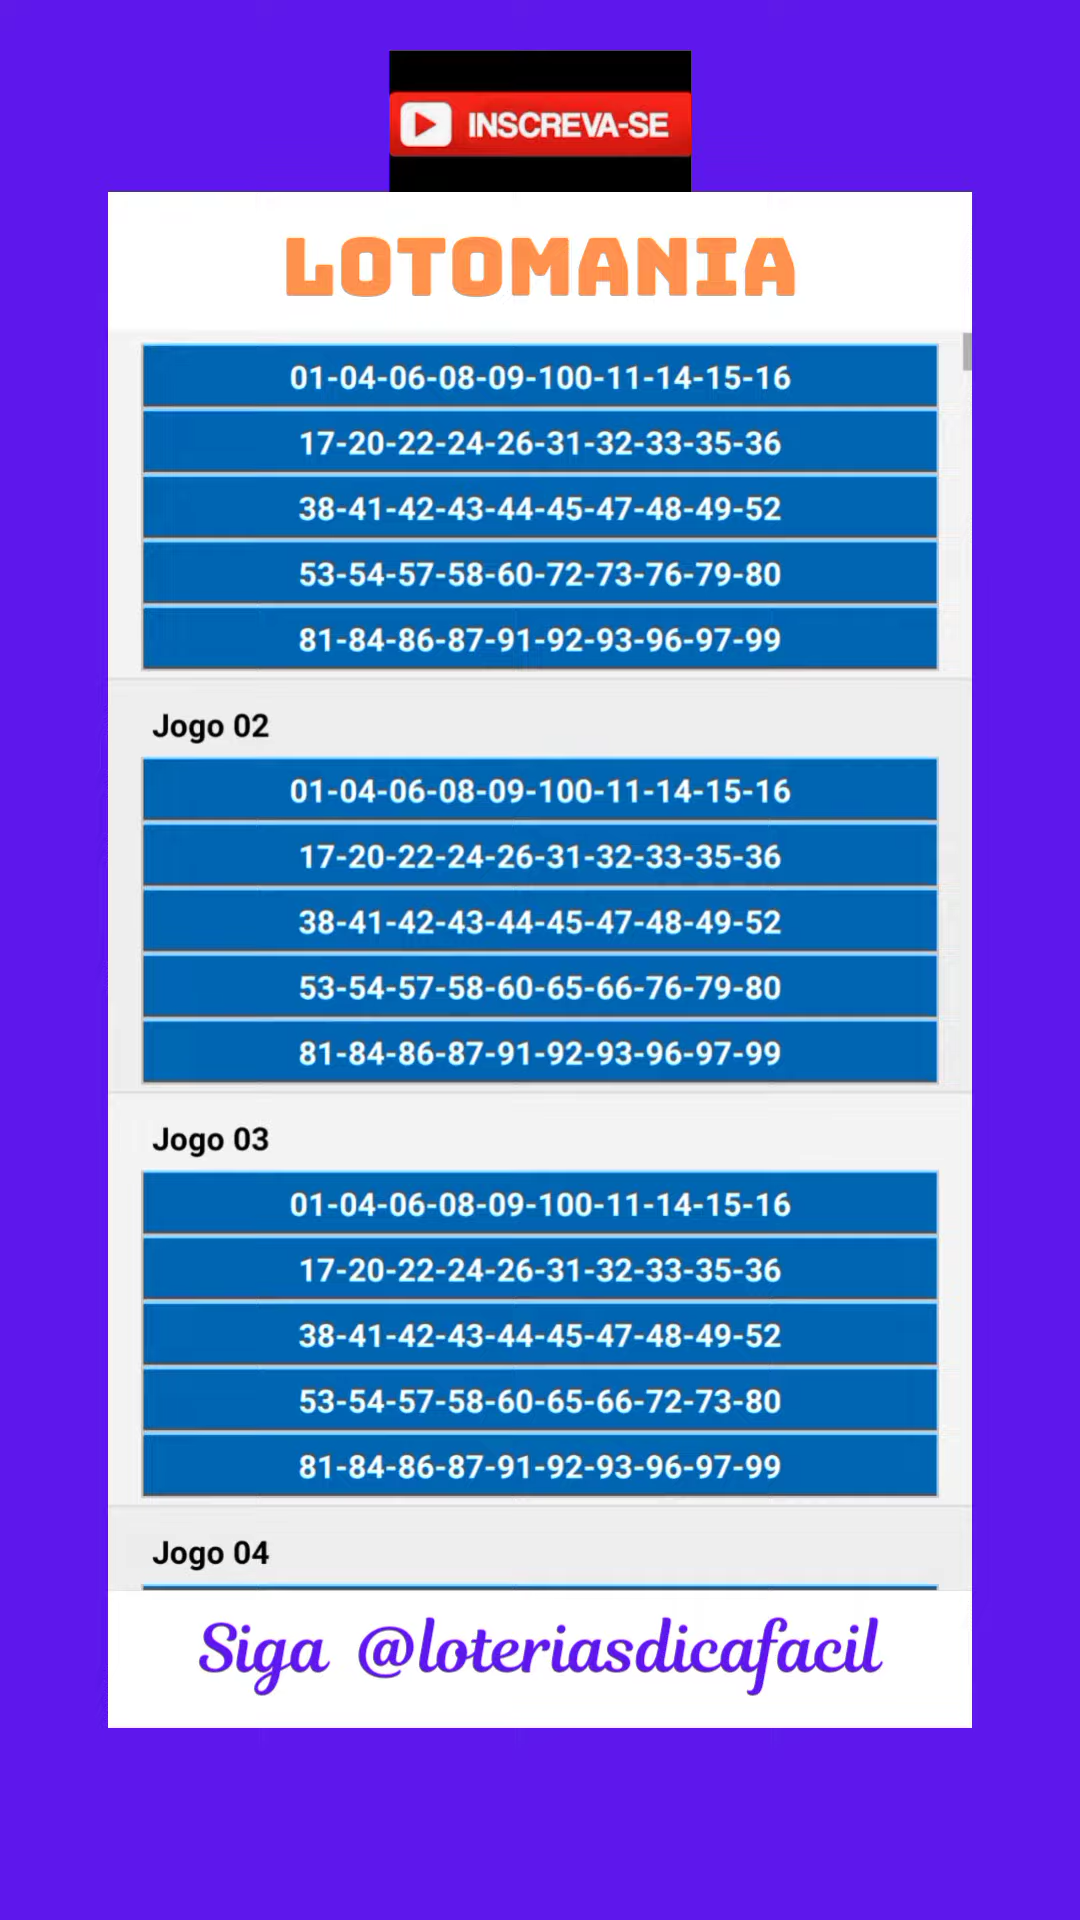 INSCREVA-SE
LOTOMANIA
01-04-06-08-09-100-11-14-15-16
17-20-22-24-26-31-32-33-35-36
38-41-42-43-44-45-47-48-49-52
53-54-57-58-60-72-73-76-79-80
81-84-86-87-91-92-93-96-97-99
Jogo 02
01-04-06-08-09-100-11-14-15-16
17-20-22-24-26-31-32-33-35-36
38-41-42-43-44-45-47-48-49-52
53-54-57-58-60-65-66-76-79-80
81-84-86-87-91-92-93-96-97-99
Jogo 03
01-04-06-08-09-100-11-14-15-16
17-20-22-24-26-31-32-33-35-36
38-41-42-43-44-45-47-48-49-52
53-54-57-58-60-65-66-72-73-80
81-84-86-87-91-92-93-96-97-99
Jogo 04
Siga @loteriasdicafacil